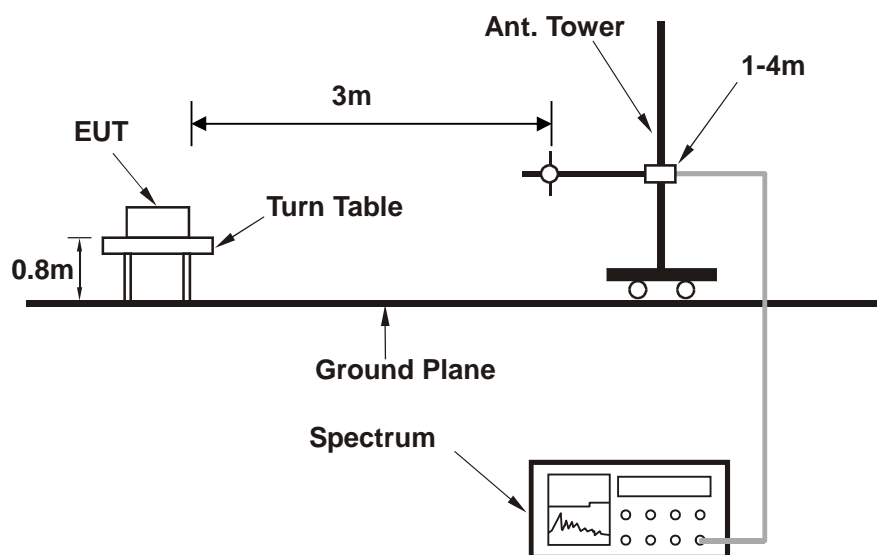 Ant. Tower
1-4m
3m
EUT
Turn Table
0.8m
Ground Plane
Spectrum